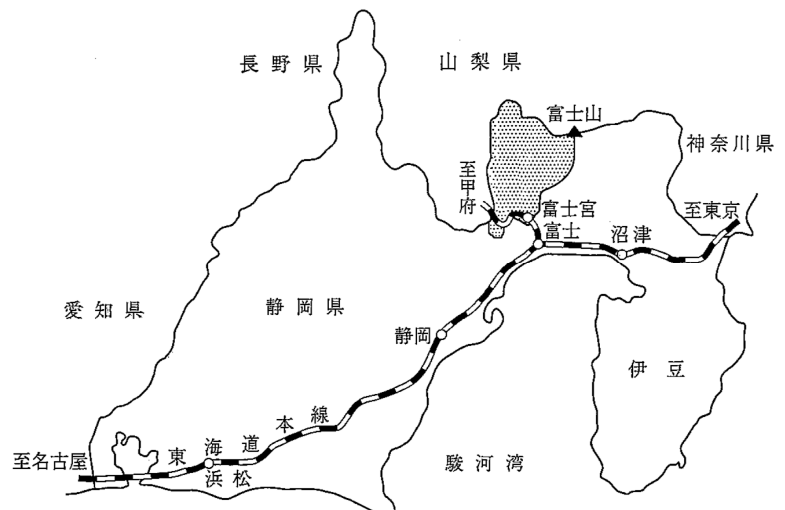 長野県
山梨県
富士山
神奈川県
至甲府
至東京
富士宮
富士
沼津
愛知県
静岡県
静岡
伊豆
東海道本線
至名古屋
浜松
駿河湾